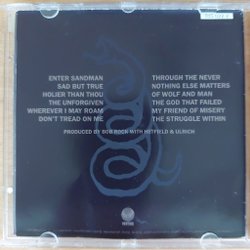 ENTER SANDMAN
SAD BUT TRUE
HOLIER THAN THOU
THE UNFORGIVEN
WHEREVER I MAY ROAM
DON'T TREAD ON ME
THROUGH THE NEVER
NOTHING ELSE MATTERS
OF WOLF AND MAN
THE GOD THAT FAILED
MY FRIEND OF MISERY
THE STRUGGLE WITHIN
PRODUCED BY BOB ROCK WITH HETFIELD & ULRICH